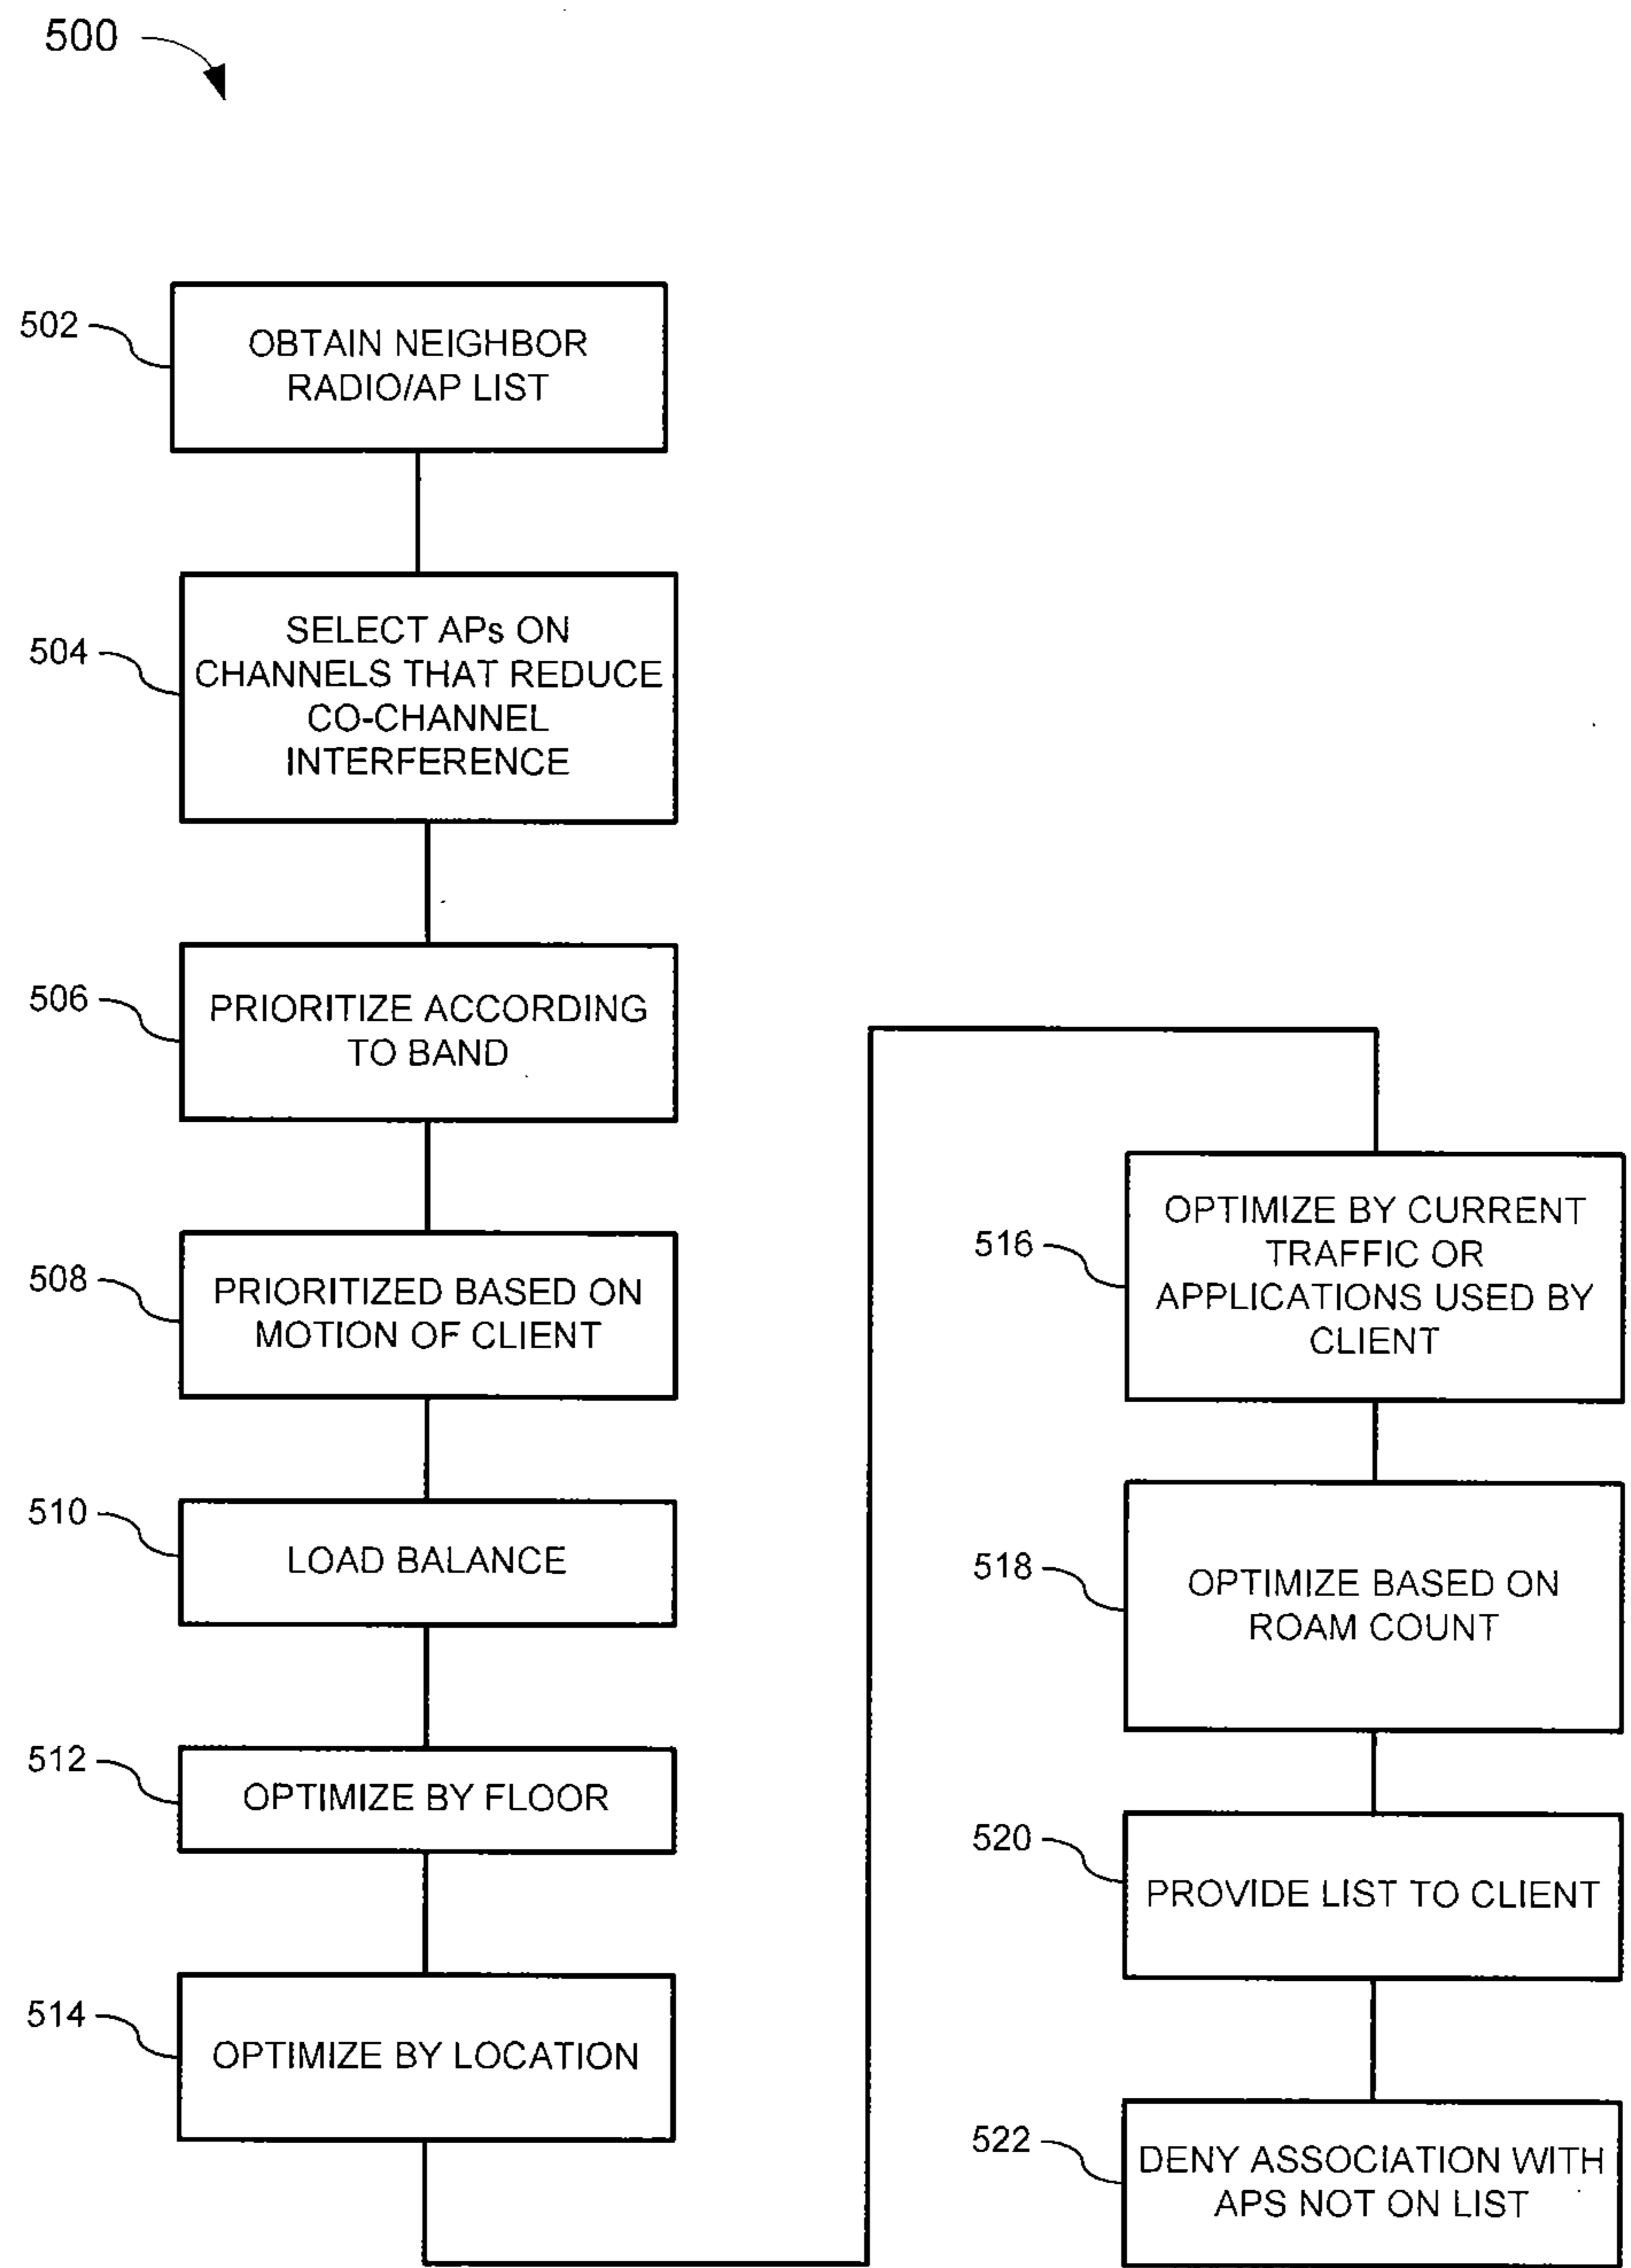 500
502
OBTAIN NEIGHBOR
RADIO/AP LIST
504
SELECT APs ON
CHANNELS THAT REDUCE
CO-CHANNEL
INTERFERENCE
506
PRIORITIZE ACCORDING
TO BAND
508
PRIORITIZED BASED ON
MOTION OF CLIENT
510
LOAD BALANCE
512
OPTIMIZE BY FLOOR
514
OPTIMIZE BY LOCATION
516
OPTIMIZE BY CURRENT
TRAFFIC OR
APPLICATIONS USED BY
CLIENT
518
OPTIMIZE BASED ON
ROAM COUNT
520
PROVIDE LIST TO CLIENT
522
DENY ASSOCIATION WITH
APS NOT ON LIST